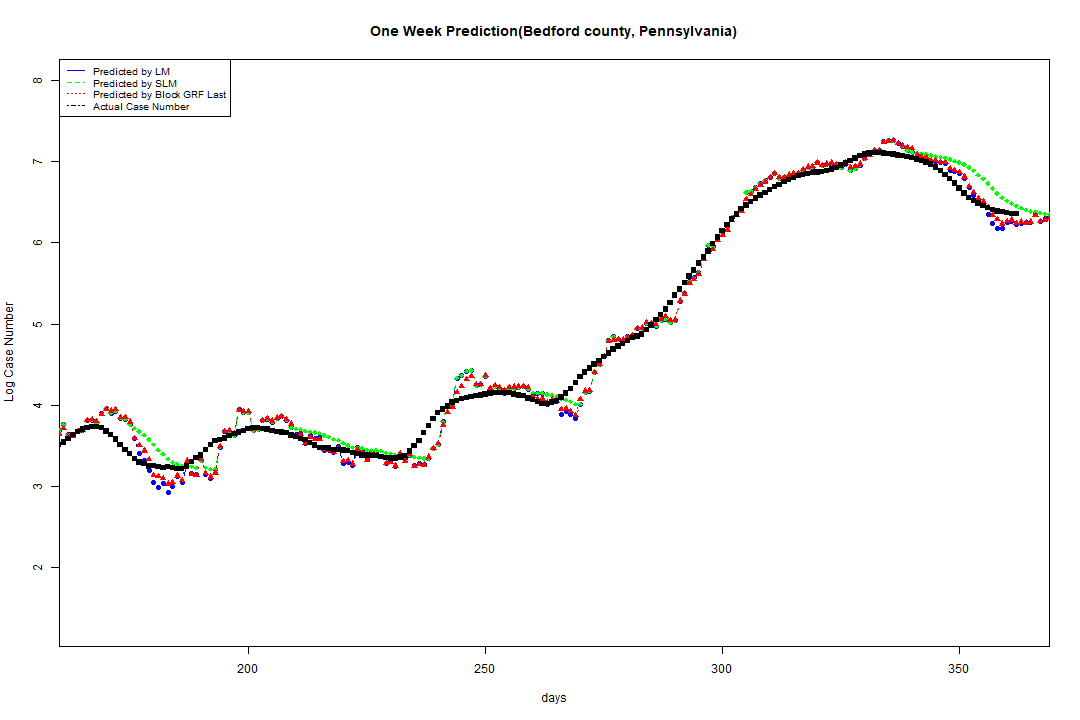 One Week Prediction(Bedford county, Pennsylvania)
Predicted by LM
Predicted by SLM
Predicted by Block GRF Last
Actual Case Number
8
7
6
5
4
3
2
Log Case Number
200 250 300 350
days